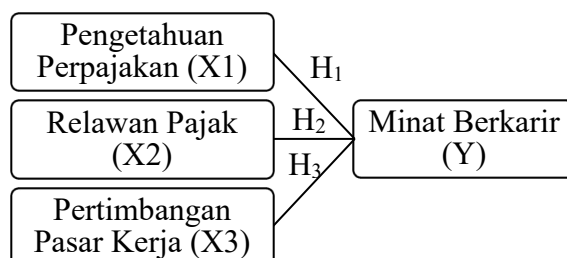 Pengetahuan
Perpajakan (X1)
H₁
Relawan Pajak
(X2)
H₂
H₃
Minat Berkarir
(Y)
Pertimbangan
Pasar Kerja (X3)